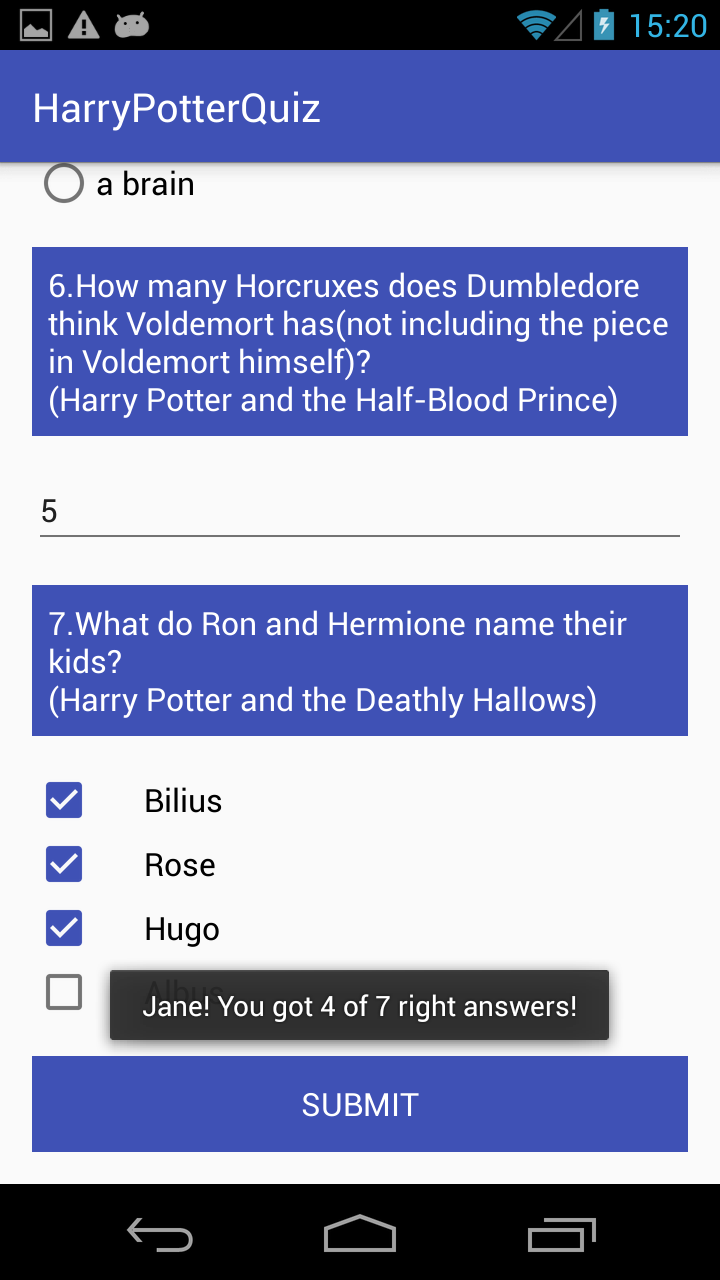 15:20
HarryPotterQuiz
a brain
6.How many Horcruxes does Dumbledore
think Voldemort has(not including the piece
in Voldemort himself)?
(Harry Potter and the Half-Blood Prince)
5
7.What do Ron and Hermione name their
kids?
(Harry Potter and the Deathly Hallows)
Bilius
Rose
Hugo
Albus
Jane! You got 4 of 7 right answers!
SUBMIT